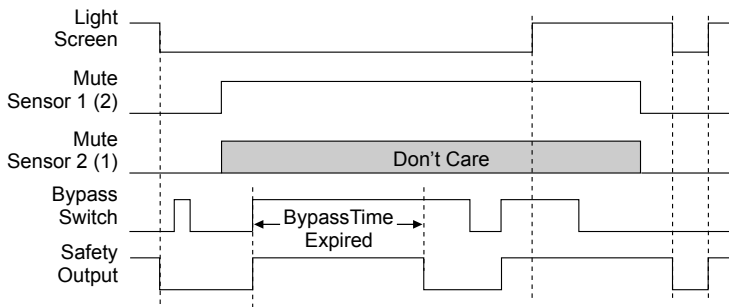 Light
Screen
Mute
Sensor 1 (2)
Mute
Sensor 2 (1)
Don't Care
Bypass
Switch
BypassTime
Expired
Safety
Output